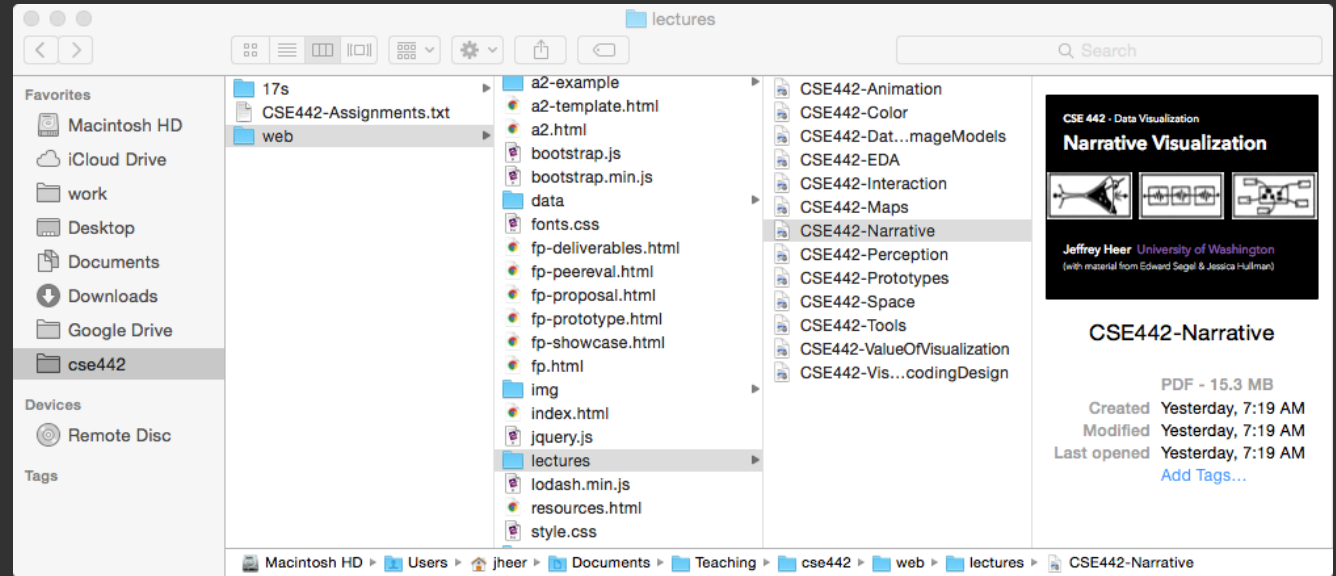 lectures
Search
Favorites
Macintosh HD
iCloud Drive
work
Desktop
Documents
Downloads
Google Drive
cse442
Devices
Remote Disc
Tags
17s
CSE442-Assignments.txt
web
a2-example
a2-template.html
a2.html
bootstrap.js
bootstrap.min.js
data
fonts.css
fp-deliverables.html
fp-peereval.html
fp-proposal.html
fp-prototype.html
fp-showcase.html
fp.html
img
index.html
jquery.js
lectures
lodash.min.js
resources.html
style.css
CSE442-Animation
CSE442-Color
CSE442-Dat...mageModels
CSE442-EDA
CSE442-Interaction
CSE442-Maps
CSE442-Narrative
CSE442-Perception
CSE442-Prototypes
CSE442-Space
CSE442-Tools
CSE442-ValueOfVisualization
CSE442-Vis...codingDesign
CSE 442 - Data Visualization
Narrative Visualization
Jeffrey Heer University of Washington
(with material from Edward Segel & Jessica Hullman)
CSE442-Narrative
PDF - 15.3 MB
Created Yesterday, 7:19 AM
Modified Yesterday, 7:19 AM
Last opened Yesterday, 7:19 AM
Add Tags...
Macintosh HD Users jheer Documents Teaching cse442 web lectures CSE442-Narrative